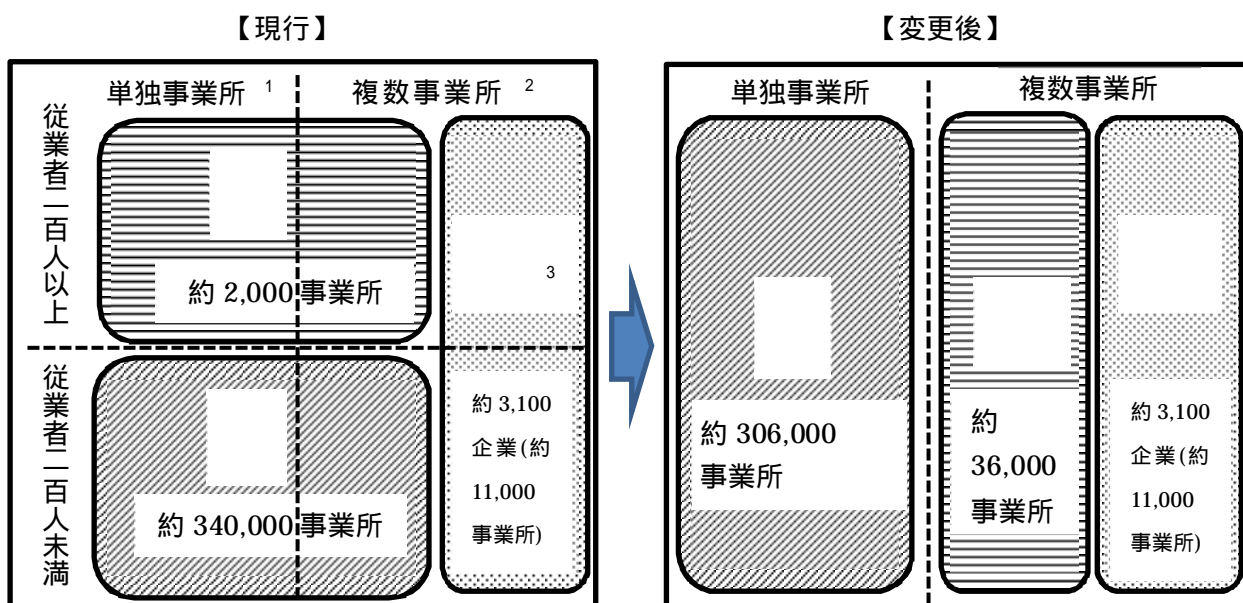 【現行】
単独事業所 1
複数事業所 2
従業者二百人以上
約 2,000 事業所
3
従業者二百人未満
約 340,000 事業所
約 3,100
企業(約
11,000
事業所)
【変更後】
単独事業所
複数事業所
約 306,000
事業所
約
36,000
事業所
約 3,100
企業(約
11,000
事業所)